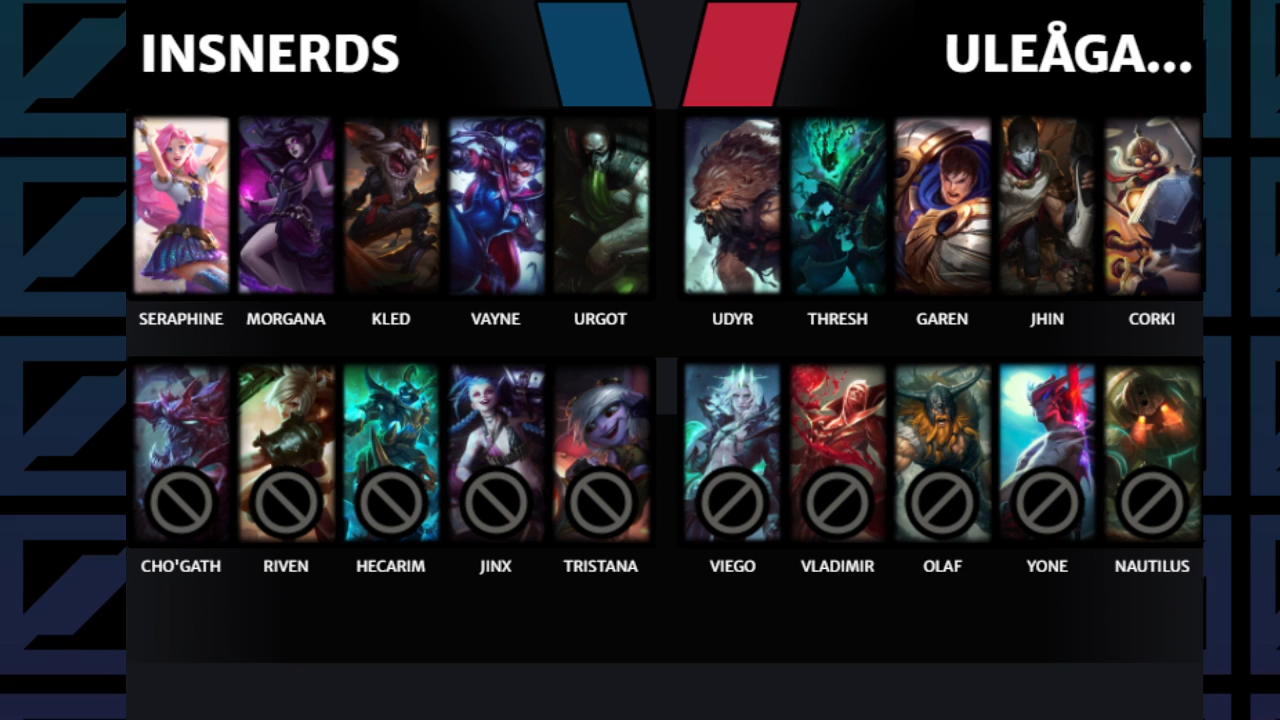 INSNERDS
ULEÅGA...
SERAPHINE MORGANA KLED VAYNE URGOT
UDYR THRESH GAREN JHIN CORKI
CHO'GATH RIVEN HECARIM JINX TRISTANA
VIEGO VLADIMIR OLAF YONE NAUTILUS